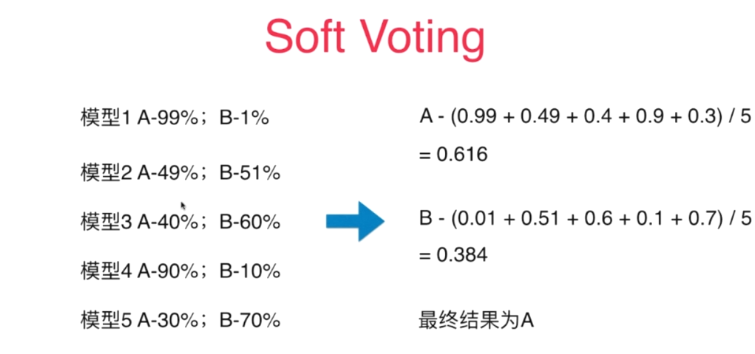 Soft Voting
模型1 A-99%；B-1%
模型2 A-49%；B-51%
模型3 A-40%；B-60%
模型4 A-90%；B-10%
模型5 A-30%；B-70%
A - (0.99 + 0.49 + 0.4 + 0.9 + 0.3) / 5
= 0.616
B - (0.01 + 0.51 + 0.6 + 0.1 + 0.7) / 5
= 0.384
最终结果为A